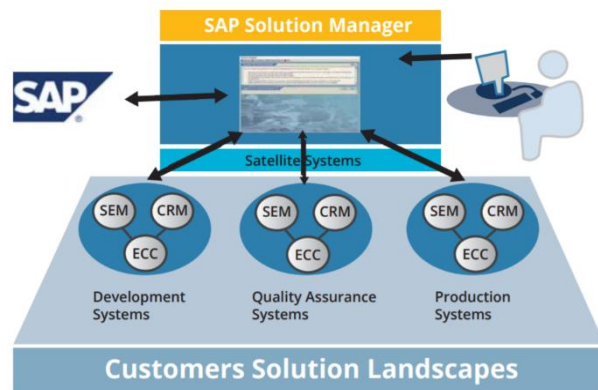 SAP Solution Manager
SAP
Satellite Systems
SEM CRM
ECC
SEM CRM
ECC
SEM CRM
ECC
Development
Systems
Quality Assurance
Systems
Production
Systems
Customers Solution Landscapes